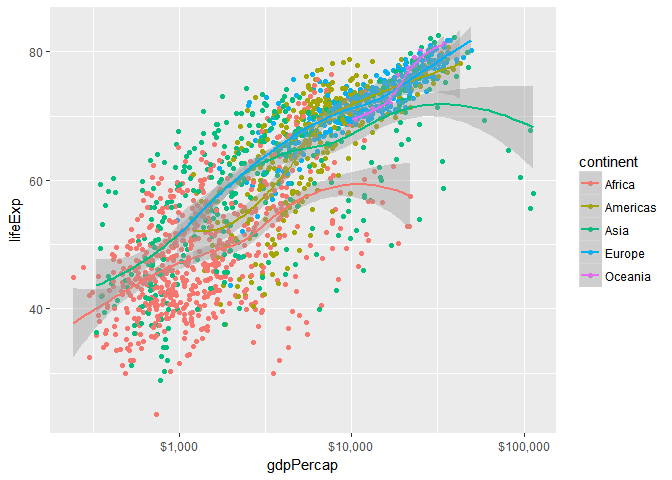 80
60
40
lifeExp
$1,000
$10,000
$100,000
gdpPercap
continent
Africa
Americas
Asia
Europe
Oceania